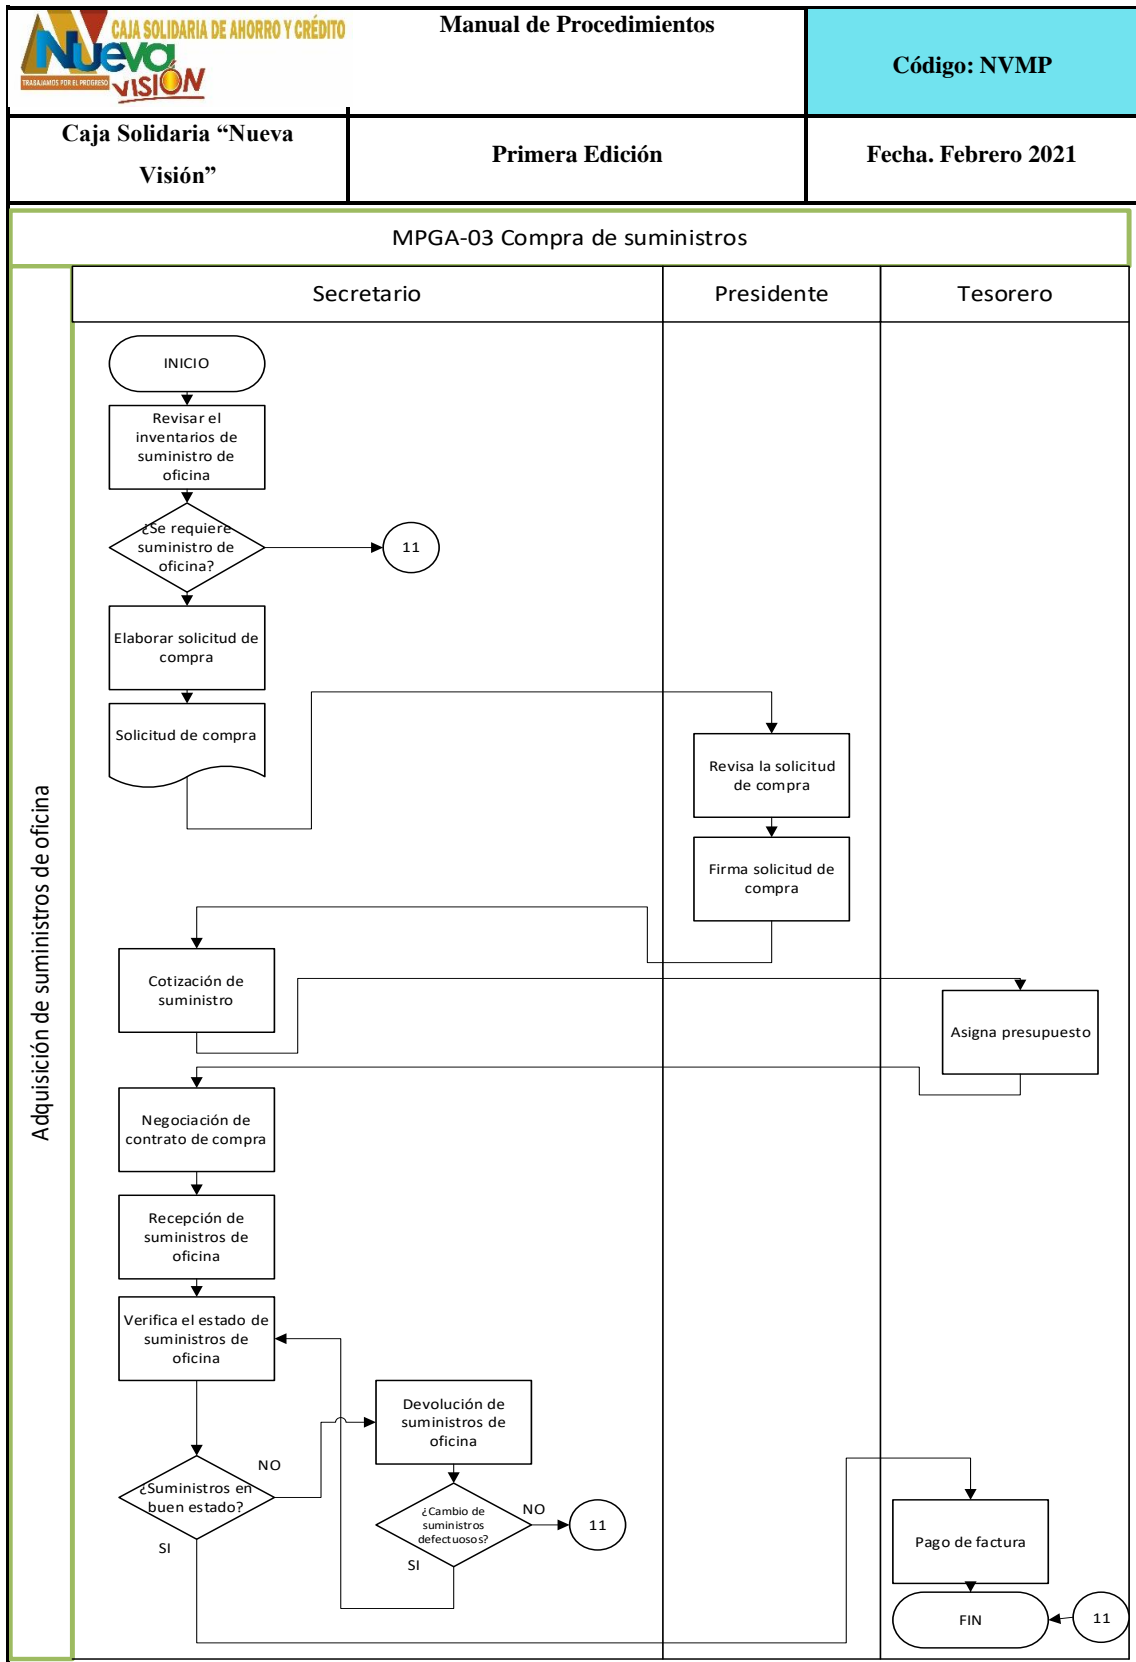 CAJA SOLIDARIA DE AHORRO Y CRÉDITO
NUEVA
VISIÓN
TRABAJAMOS POR EL PROGRESO
Manual de Procedimientos
Código: NVMP
Caja Solidaria “Nueva
Visión”
Primera Edición
Fecha. Febrero 2021
MPGA-03 Compra de suministros
Adquisición de suministros de oficina
Secretario
Presidente
Tesorero
INICIO
Revisar el
inventarios de
suministro de
oficina
¿Se requiere
suministro de
oficina?
11
Elaborar solicitud de
compra
Solicitud de compra
Revisa la solicitud
de compra
Firma solicitud de
compra
Cotización de
suministro
Asigna presupuesto
Negociación de
contrato de compra
Recepción de
suministros de
oficina
Verifica el estado de
suministros de
oficina
Devolución de
suministros de
oficina
NO
¿Suministros en
buen estado?
SI
¿Cambio de
suministros
defectuosos?
NO
11
SI
Pago de factura
FIN
11